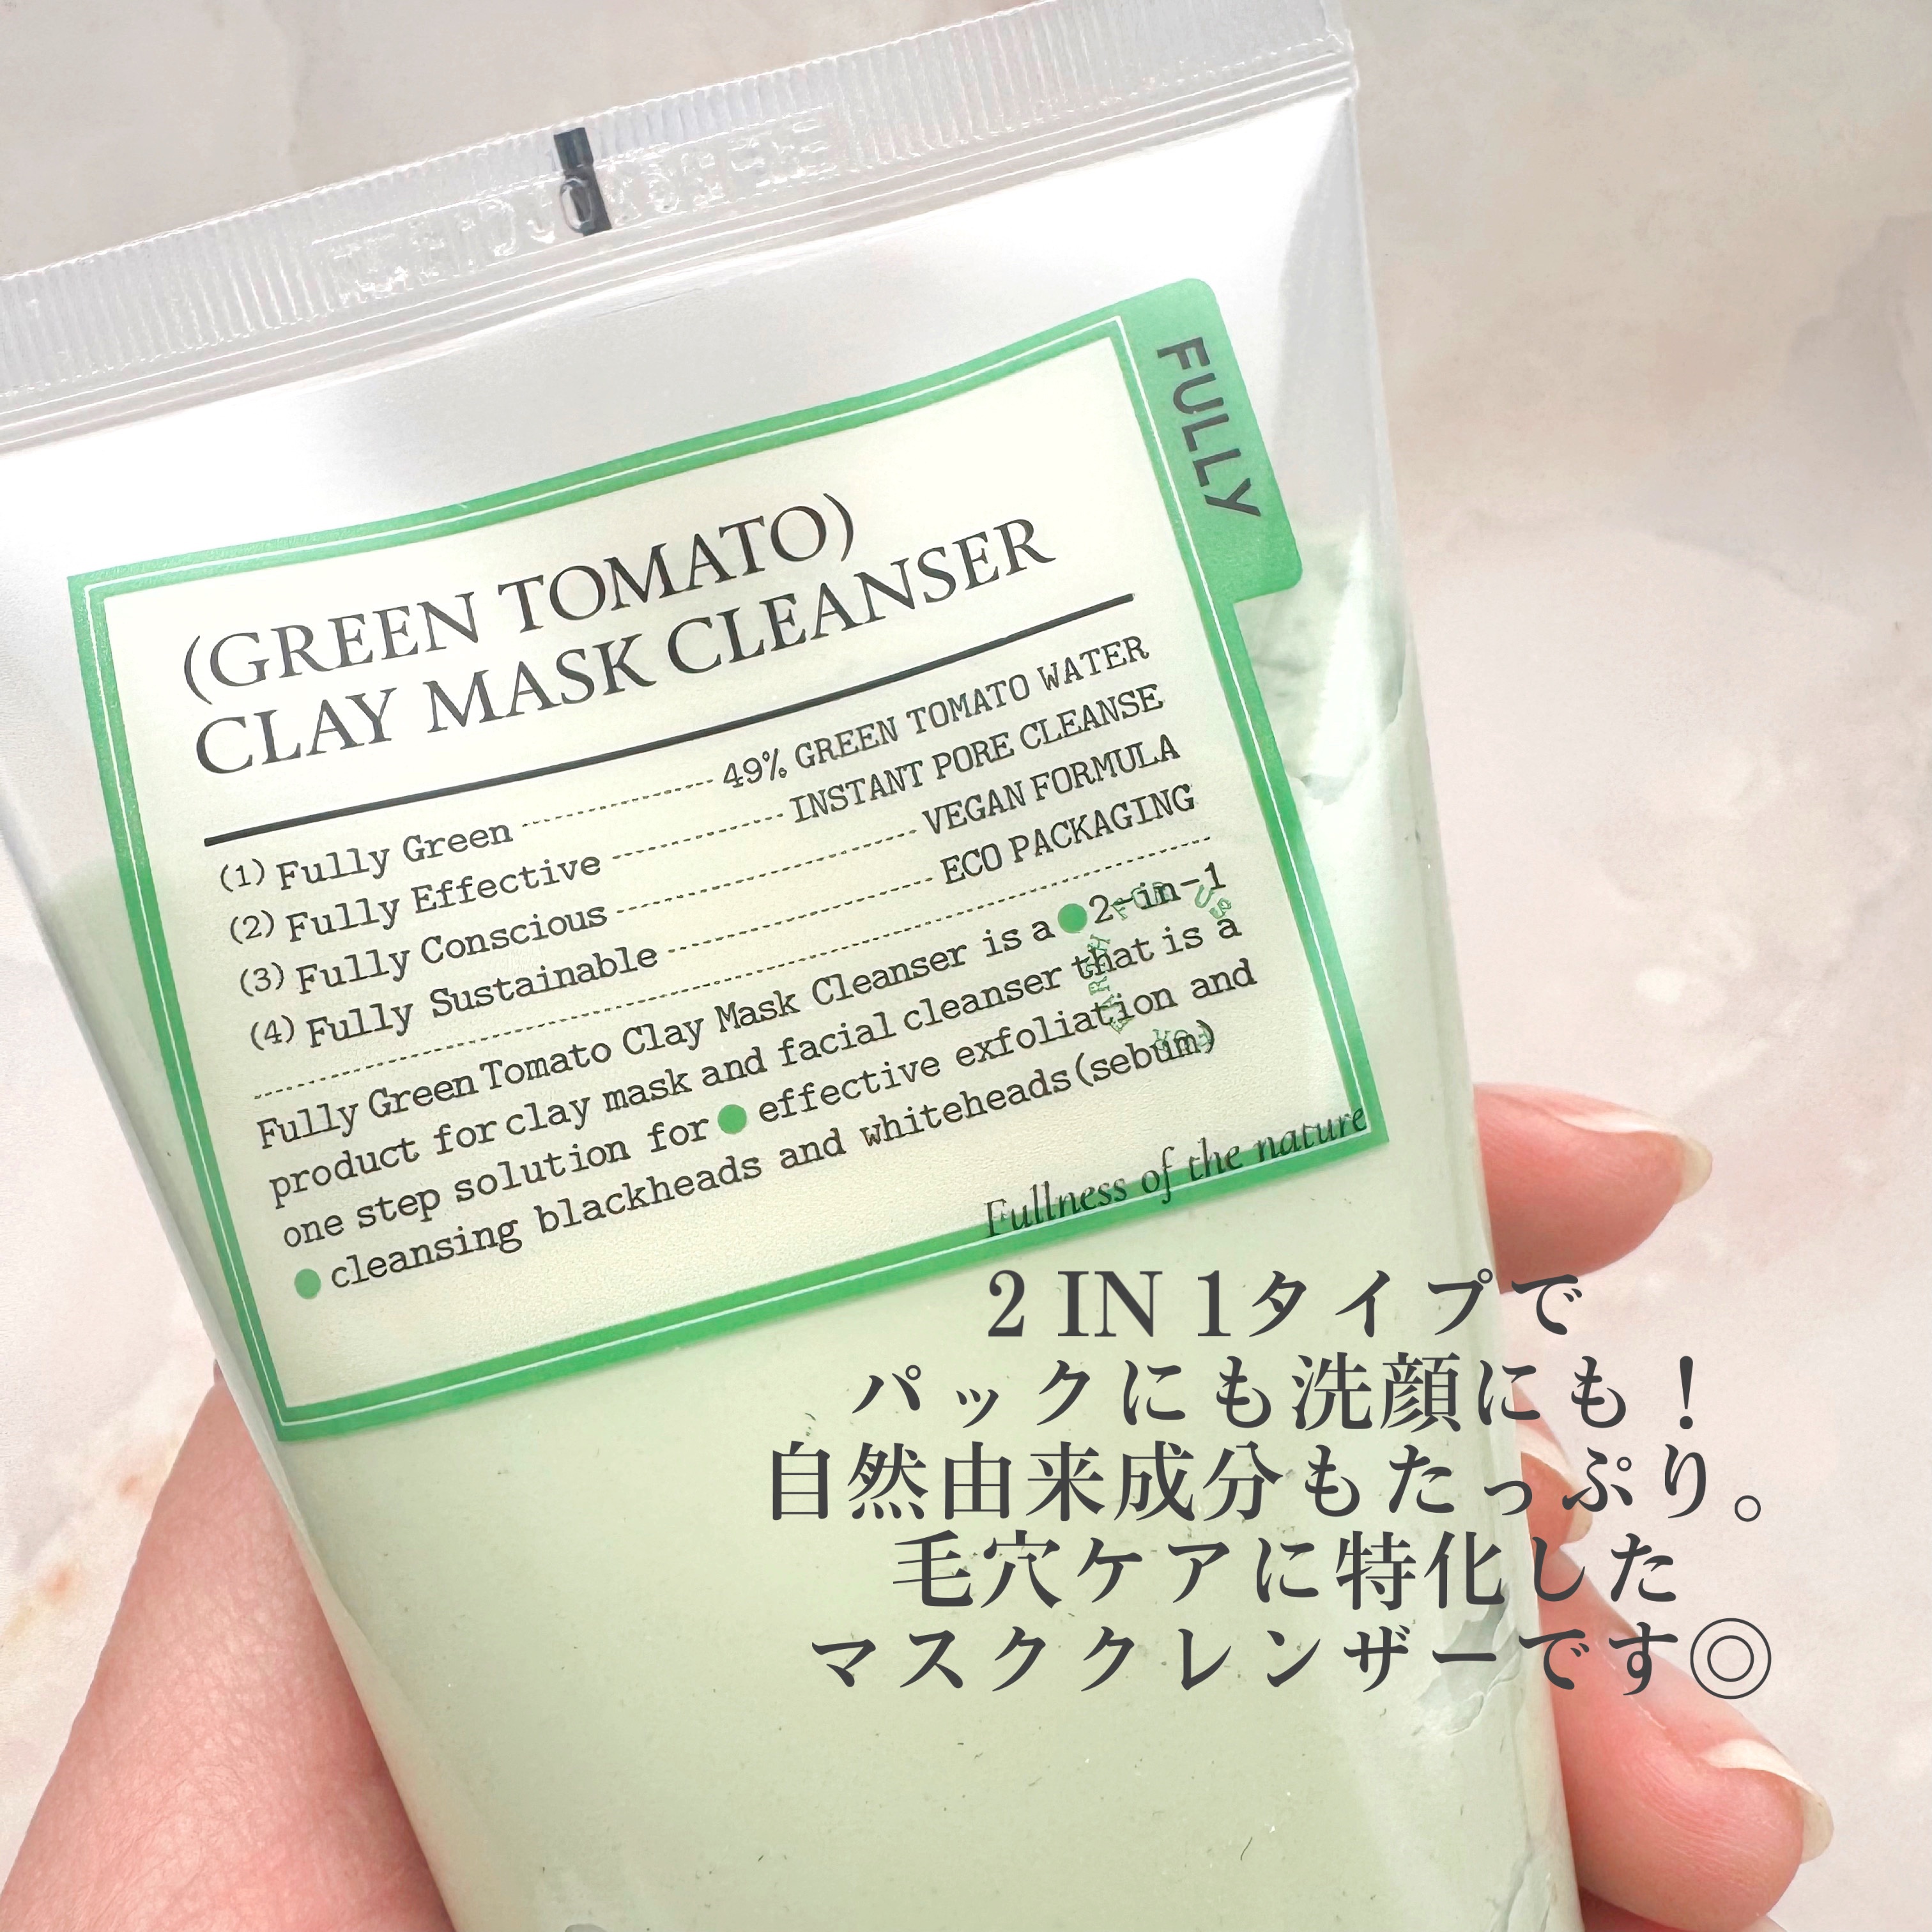 FULLY
(GREEN TOMATO)
CLAY MASK CLEANSER
(1) Fully Green 49% GREEN TOMATO WATER
(2) Fully Effective INSTANT PORE CLEANSE
(3) Fully Conscious VEGAN FORMULA
(4) Fully Sustainable ECO PACKAGING
Fully Green Tomato Clay Mask Cleanser is a 2-in-1
product for clay mask and facial cleanser that is a
one step solution for effective exfoliation and
cleansing blackheads and whiteheads(sebum)
FOR US
EARTH
FOR
Fullness of the nature
2 IN 1タイプで
パックにも洗顔にも！
自然由来成分もたっぷり。
毛穴ケアに特化した
マスククレンザーです◎